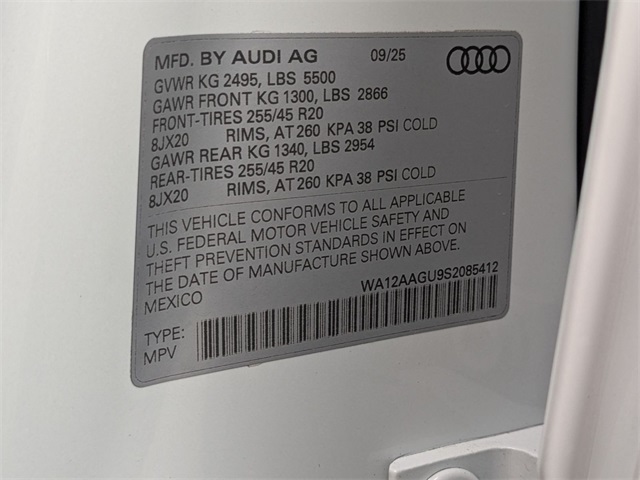 MFD. BY AUDI AG 09/25
GVWR KG 2495, LBS 5500
GAWR FRONT KG 1300, LBS 2866
FRONT-TIRES 255/45 R20
8JX20 RIMS, AT 260 KPA 38 PSI COLD
GAWR REAR KG 1340, LBS 2954
REAR-TIRES 255/45 R20
8JX20 RIMS, AT 260 KPA 38 PSI COLD
THIS VEHICLE CONFORMS TO ALL APPLICABLE
U.S. FEDERAL MOTOR VEHICLE SAFETY AND
THEFT PREVENTION STANDARDS IN EFFECT ON
THE DATE OF MANUFACTURE SHOWN ABOVE.
MEXICO WA12AAGU9S2085412
TYPE:
MPV